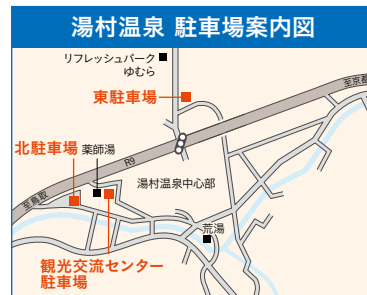 湯村温泉 駐車場案内図
リフレッシュパーク
ゆむら
至京都
東駐車場
北駐車場
薬師湯
R9
湯村温泉中心部
至鳥取
荒湯
観光交流センター
駐車場